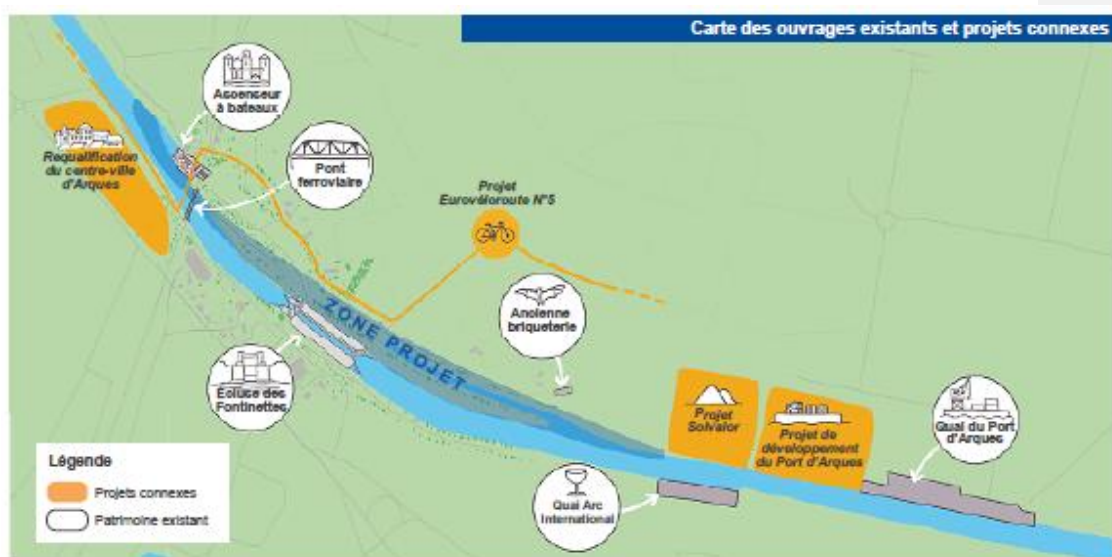 Carte des ouvrages existants et projets connexes
Ascenseur
à bateaux
Requalification
du centre-ville
d'Arques
Pont
ferroviaire
Projet
Eurovéloroute N°5
Ancienne
briqueterie
ZONE PROJET
Écluse des
Fontinettes
Projet
Solvalor
Projet de
développement
du Port d'Arques
Quai du Port
d'Arques
Quai Arc
International
Légende
Projets connexes
Patrimoine existant